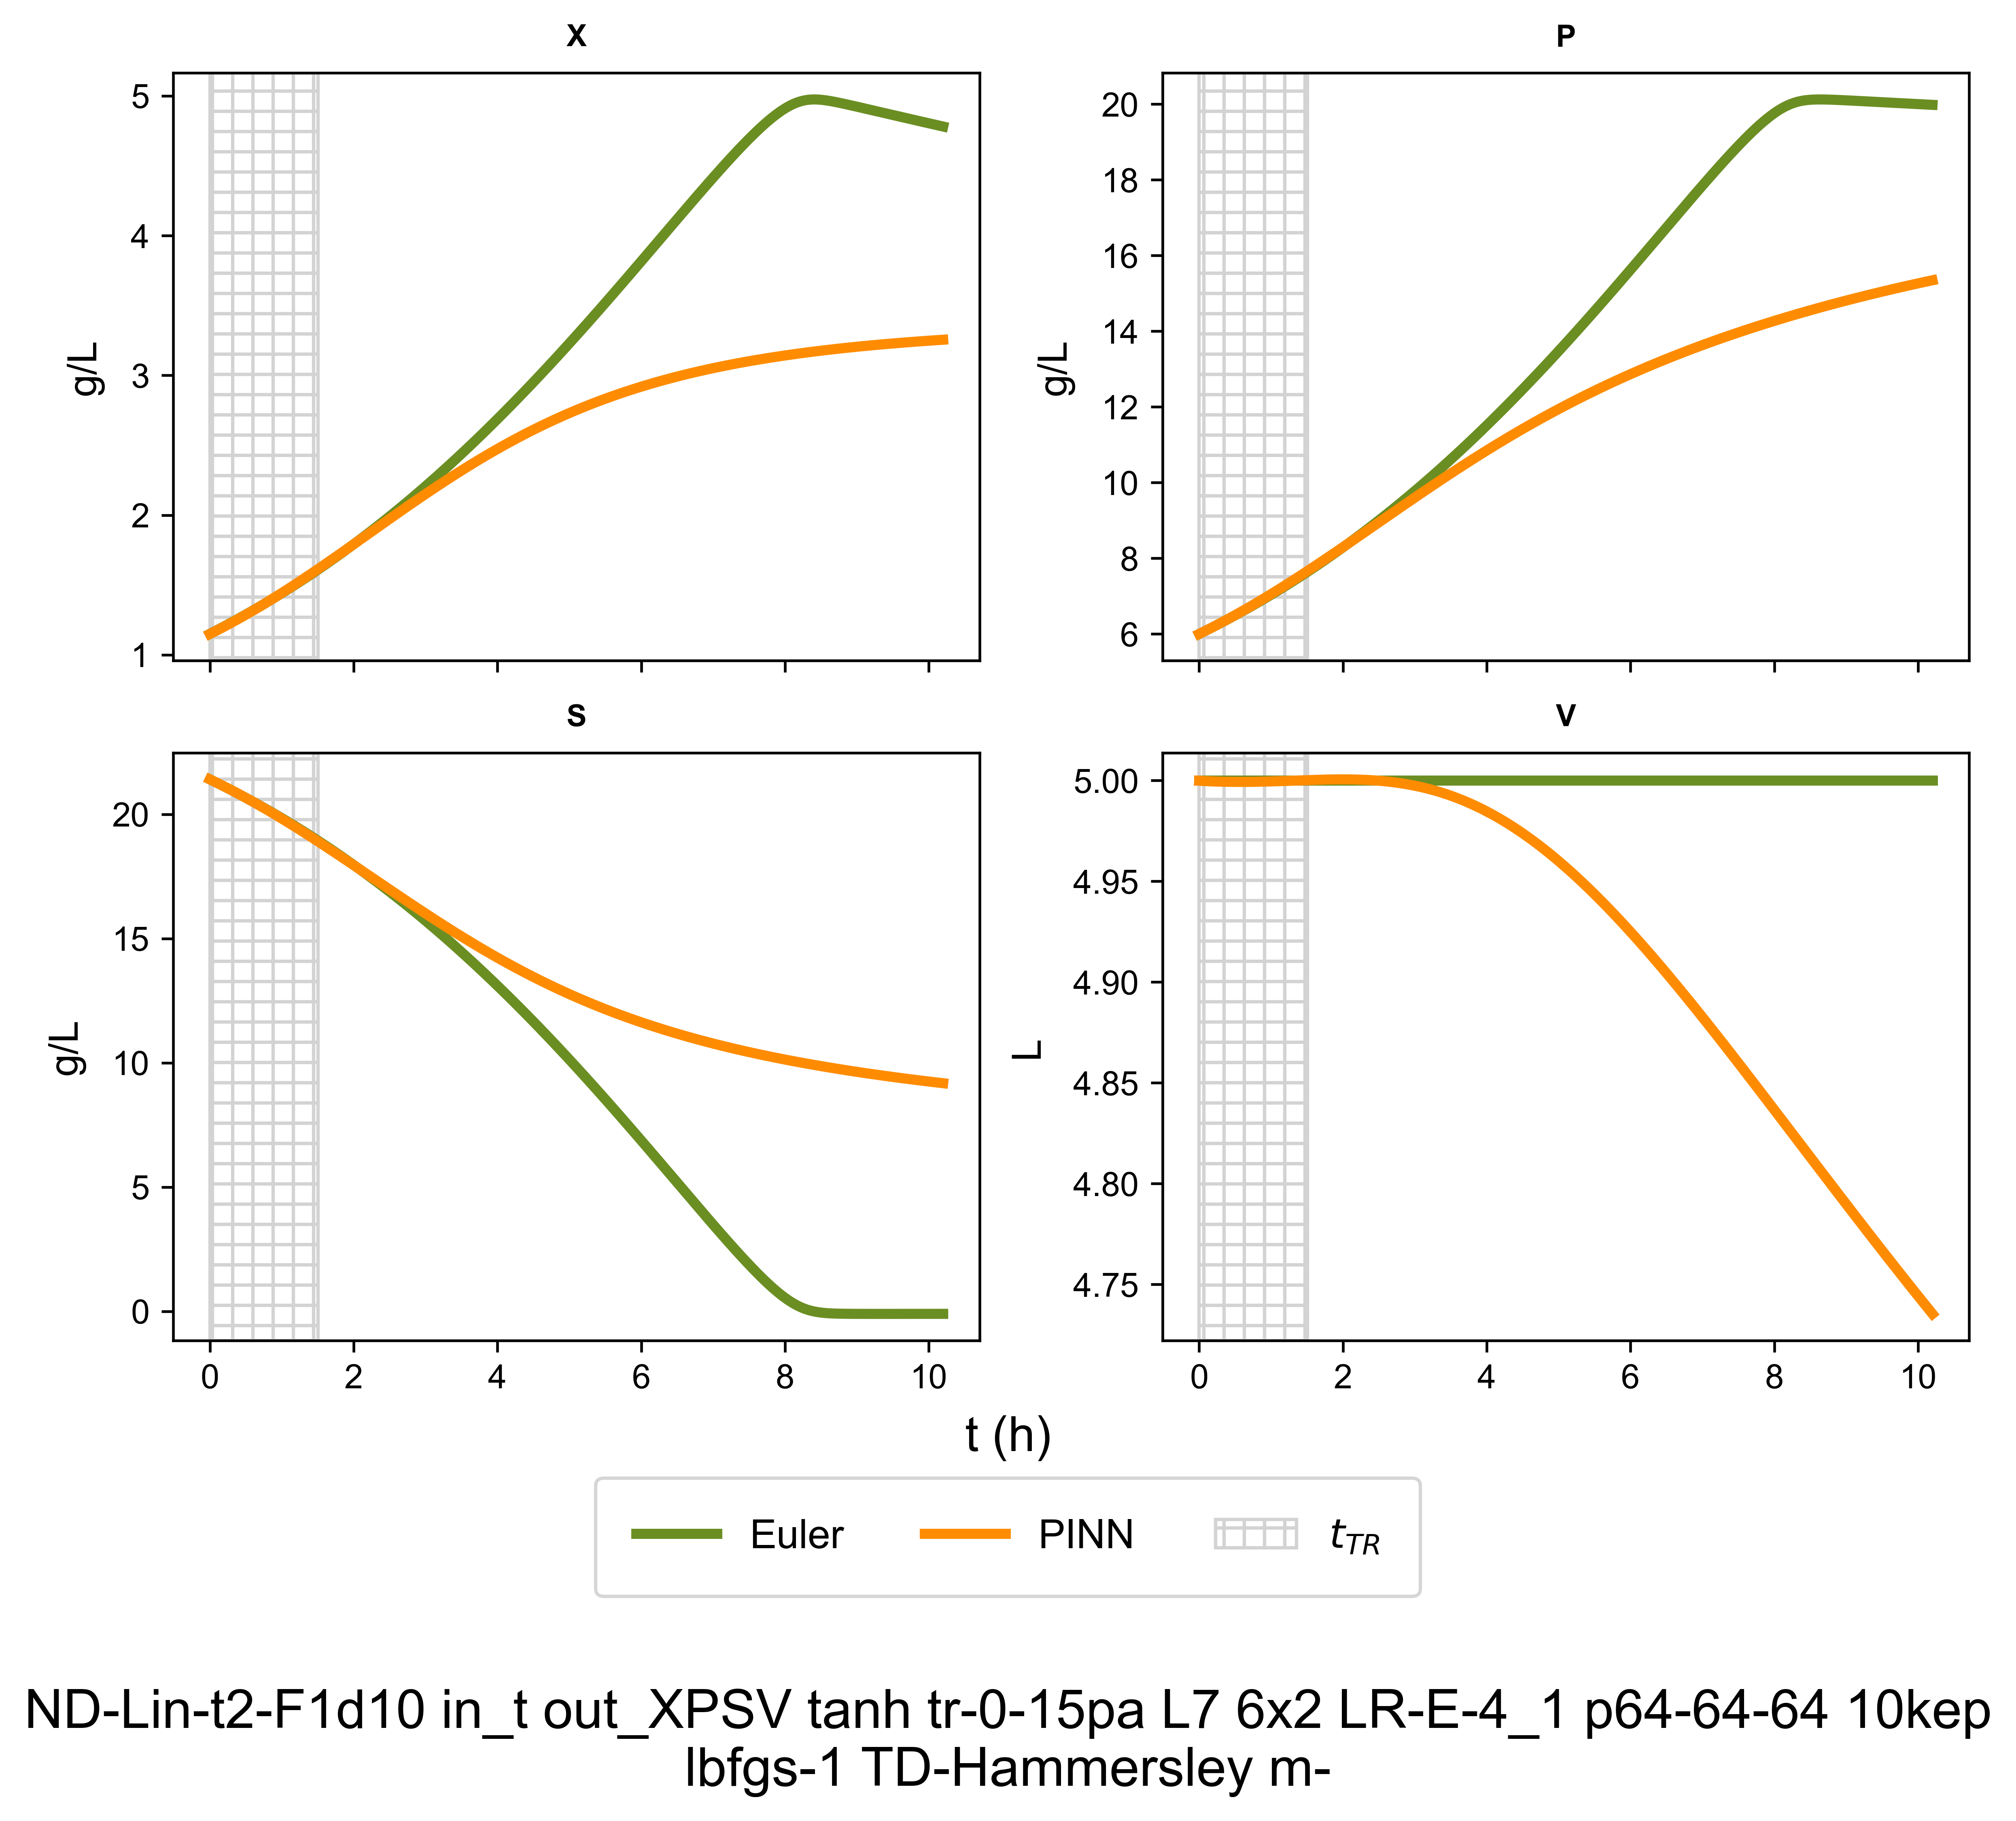 X
P
5
4
3
2
1
g/L
20
18
16
14
12
10
8
6
g/L
S
V
20
15
10
5
0
g/L
5.00
4.95
4.90
4.85
4.80
4.75
L
0 2 4 6 8 10
0 2 4 6 8 10
t (h)
Euler PINN t_TR
ND-Lin-t2-F1d10 in_t out_XPSV tanh tr-0-15pa L7 6x2 LR-E-4_1 p64-64-64 10kep
lbfgs-1 TD-Hammersley m-